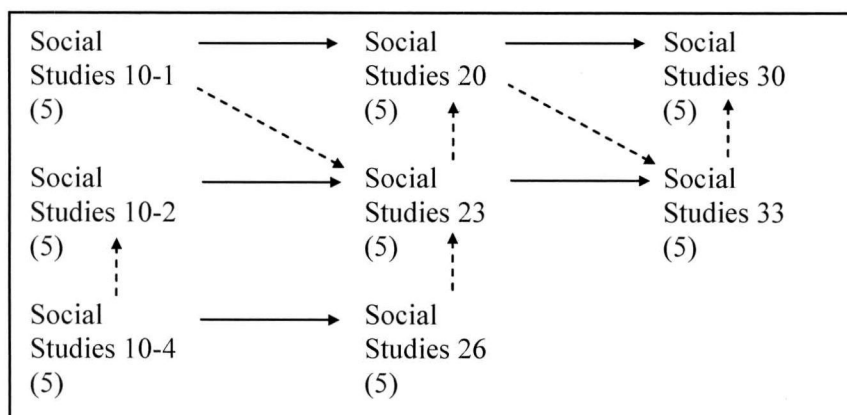 Social
Studies 10-1
(5)
Social
Studies 20
(5)
Social
Studies 30
(5)
Social
Studies 10-2
(5)
Social
Studies 23
(5)
Social
Studies 33
(5)
Social
Studies 10-4
(5)
Social
Studies 26
(5)